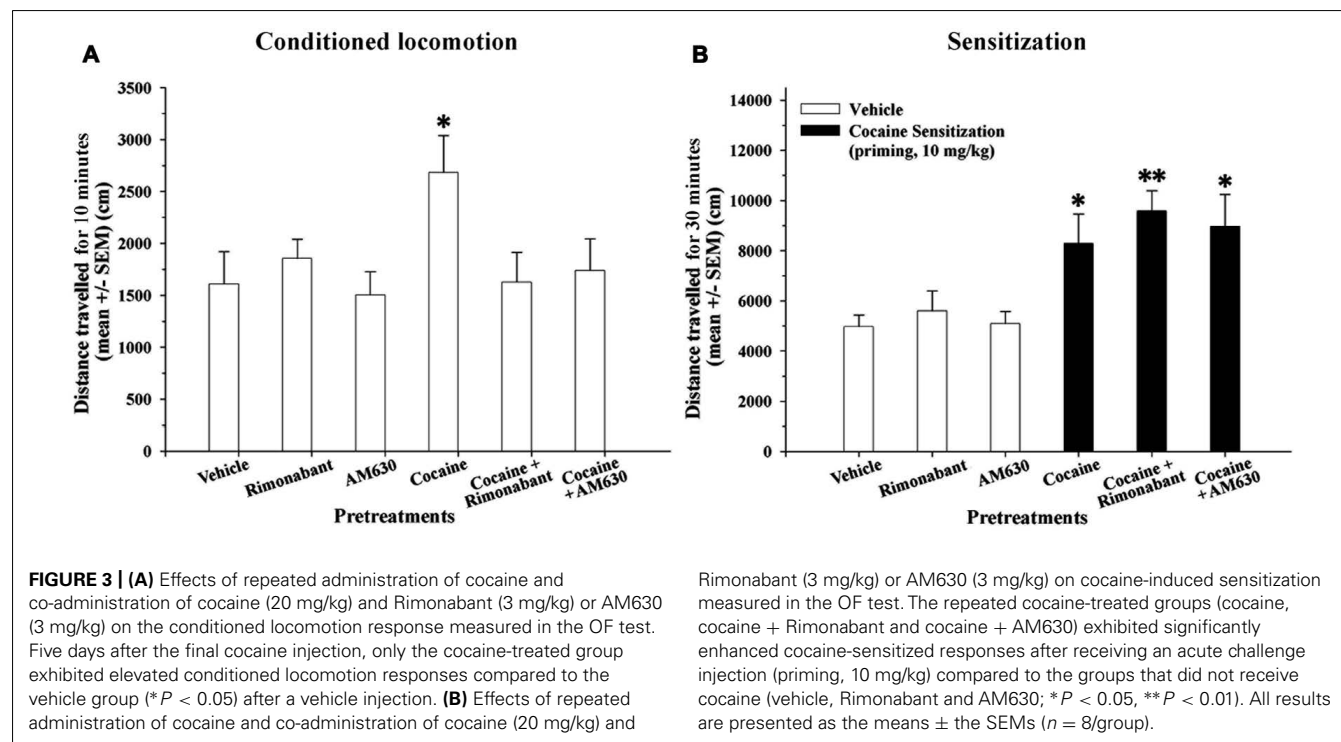 Conditioned locomotion
A
Distance travelled for 10 minutes
(mean +/- SEM) (cm)
3500
3000
2500
2000
1500
1000
500
0
*
Vehicle
Rimonabant
AM630
Cocaine
Cocaine +
Rimonabant
Cocaine
+AM630
Pretreatments
Sensitization
B
Distance travelled for 30 minutes
(mean +/- SEM) (cm)
14000
12000
10000
8000
6000
4000
2000
0
Vehicle
Cocaine Sensitization
(priming, 10 mg/kg)
*
**
*
Vehicle
Rimonabant
AM630
Cocaine
Cocaine +
Rimonabant
Cocaine
+AM630
Pretreatments
FIGURE 3 | (A) Effects of repeated administration of cocaine and
co-administration of cocaine (20 mg/kg) and Rimonabant (3 mg/kg) or AM630
(3 mg/kg) on the conditioned locomotion response measured in the OF test.
Five days after the final cocaine injection, only the cocaine-treated group
exhibited elevated conditioned locomotion responses compared to the
vehicle group (*P < 0.05) after a vehicle injection. (B) Effects of repeated
administration of cocaine and co-administration of cocaine (20 mg/kg) and
Rimonabant (3 mg/kg) or AM630 (3 mg/kg) on cocaine-induced sensitization
measured in the OF test. The repeated cocaine-treated groups (cocaine,
cocaine + Rimonabant and cocaine + AM630) exhibited significantly
enhanced cocaine-sensitized responses after receiving an acute challenge
injection (priming, 10 mg/kg) compared to the groups that did not receive
cocaine (vehicle, Rimonabant and AM630; *P < 0.05, **P < 0.01). All results
are presented as the means ± the SEMs (n = 8/group).